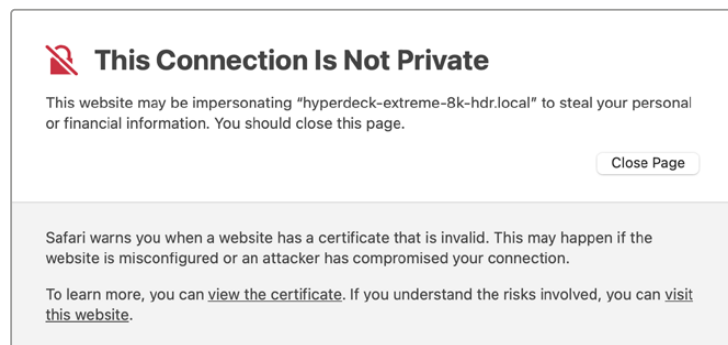 This Connection Is Not Private
This website may be impersonating “hyperdeck-extreme-8k-hdr.local” to steal your personal
or financial information. You should close this page.
Close Page
Safari warns you when a website has a certificate that is invalid. This may happen if the
website is misconfigured or an attacker has compromised your connection.
To learn more, you can view the certificate. If you understand the risks involved, you can visit
this website.